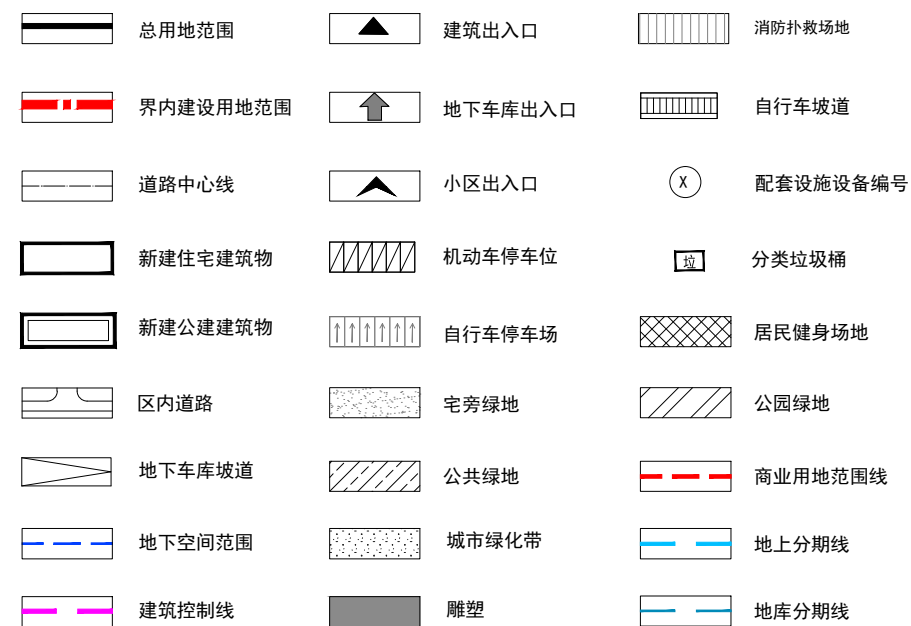 总用地范围
建筑出入口
消防扑救场地
界内建设用地范围
地下车库出入口
自行车坡道
道路中心线
小区出入口
X
配套设施设备编号
新建住宅建筑物
机动车停车位
垃
分类垃圾桶
新建公建建筑物
自行车停车场
居民健身场地
区内道路
宅旁绿地
公园绿地
地下车库坡道
公共绿地
商业用地范围线
地下空间范围
城市绿化带
地上分期线
建筑控制线
雕塑
地库分期线